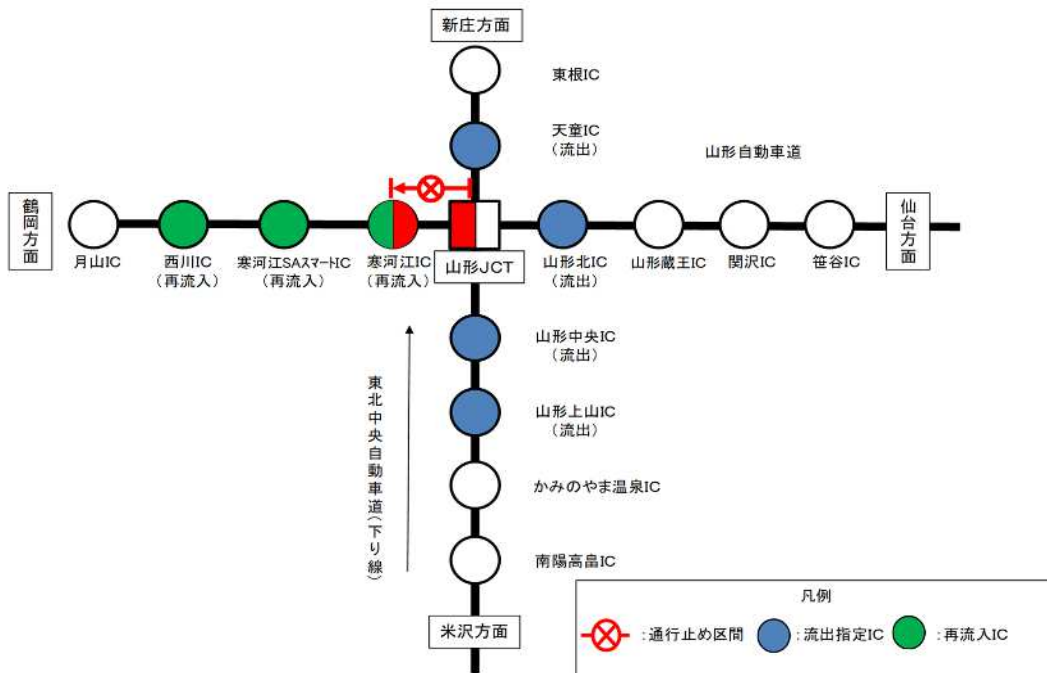 新庄方面
東根IC
天童IC
(流出)
山形自動車道
鶴岡方面
仙台方面
月山IC
西川IC
(再流入)
寒河江SAスマートIC
(再流入)
寒河江IC
(再流入)
山形JCT
山形北IC
(流出)
山形蔵王IC
関沢IC
笹谷IC
山形中央IC
(流出)
山形上山IC
(流出)
東北中央自動車道(下り線)
かみのやま温泉IC
南陽高畠IC
米沢方面
凡例
:通行止め区間
:流出指定IC
:再流入IC